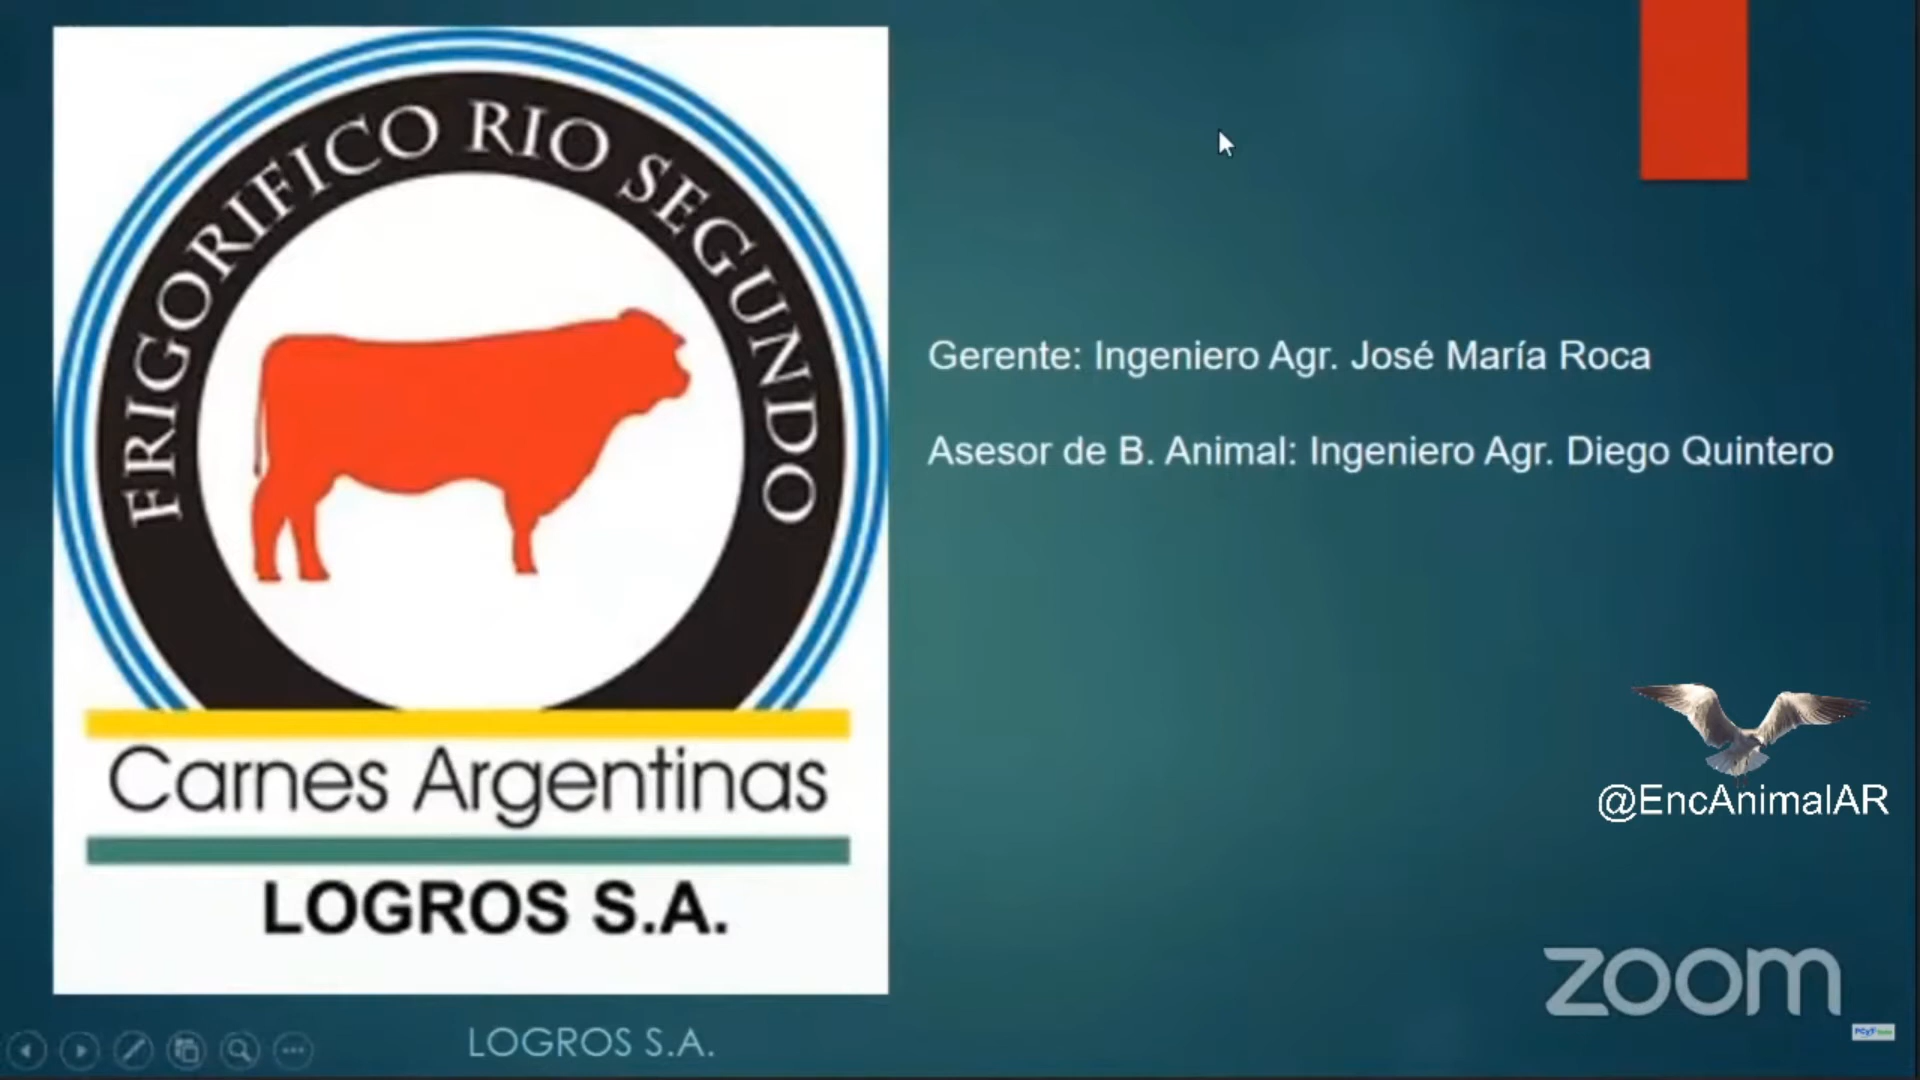 FRIGORIFICO RIO SEGUNDO
Carnes Argentinas
LOGROS S.A.
Gerente: Ingeniero Agr. José María Roca
Asesor de B. Animal: Ingeniero Agr. Diego Quintero
@EncAnimalAR
zoom
LOGROS S.A.